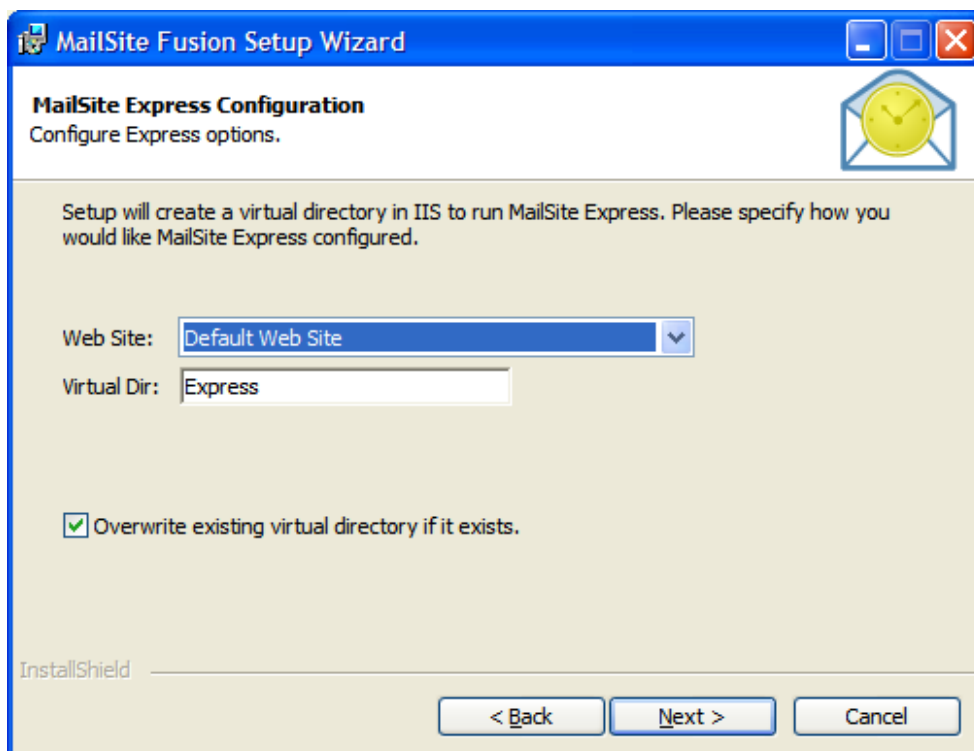 MailSite Fusion Setup Wizard
MailSite Express Configuration
Configure Express options.
Setup will create a virtual directory in IIS to run MailSite Express. Please specify how you
would like MailSite Express configured.
Web Site: Default Web Site
Virtual Dir: Express
Overwrite existing virtual directory if it exists.
InstallShield
< Back Next > Cancel